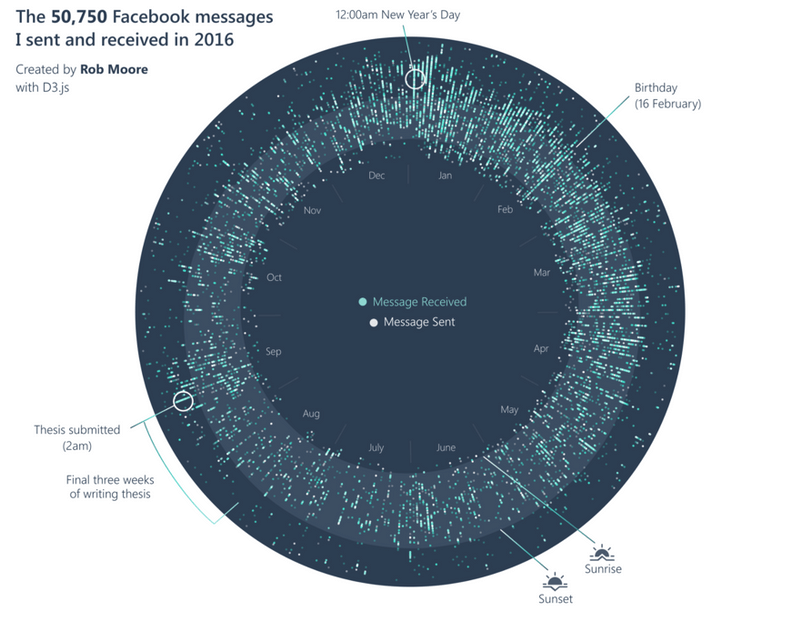 The 50,750 Facebook messages
I sent and received in 2016
Created by Rob Moore
with D3.js
12:00am New Year's Day
Birthday
(16 February)
Dec
Jan
Nov
Feb
Oct
Mar
Message Received
Message Sent
Sep
Apr
Aug
May
July
June
Thesis submitted
(2am)
Final three weeks
of writing thesis
Sunrise
Sunset